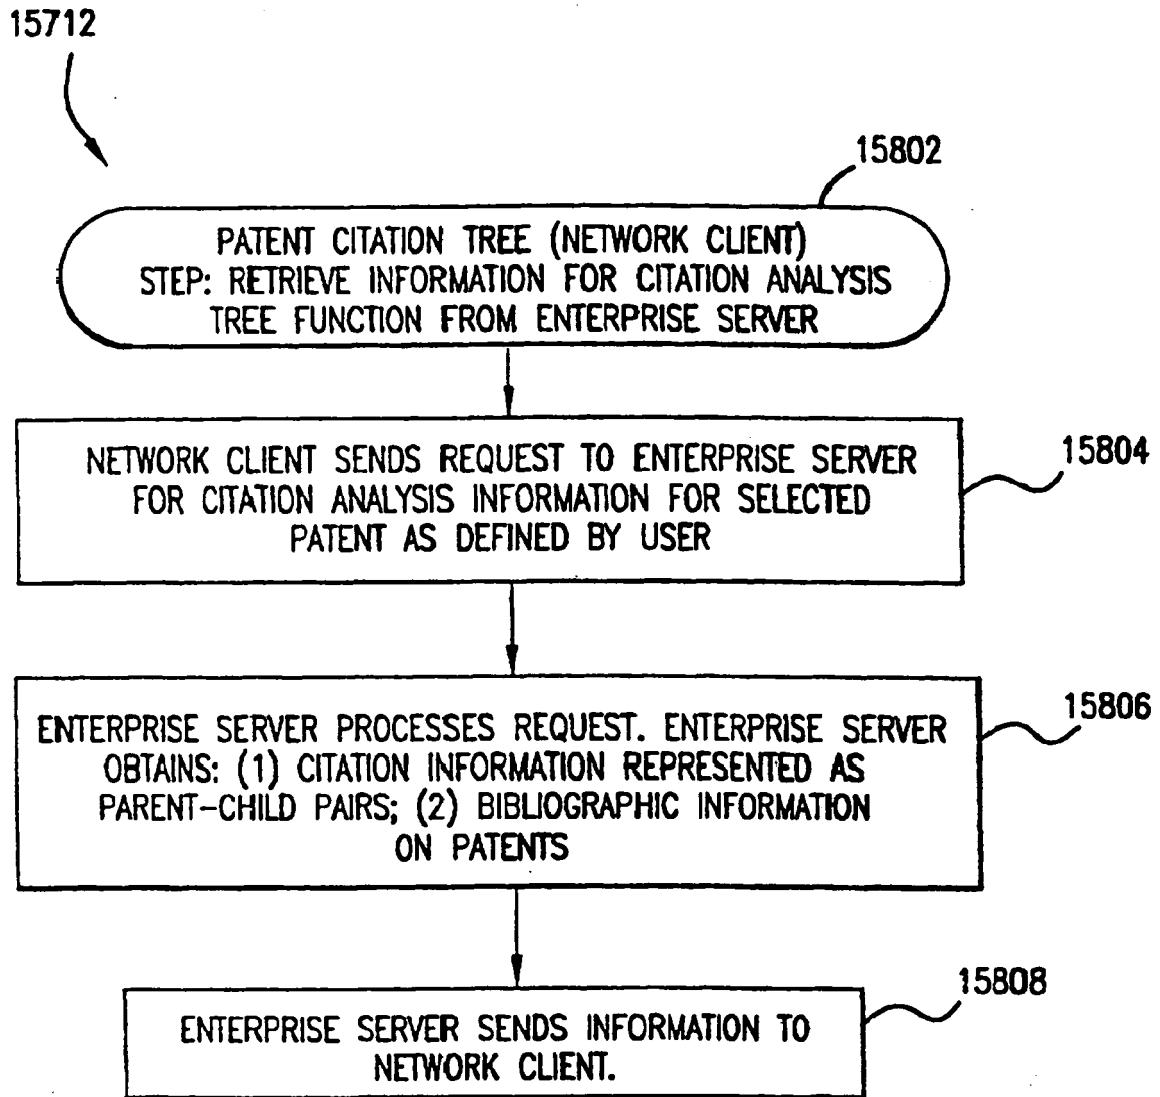 15712
15802
PATENT CITATION TREE (NETWORK CLIENT)
STEP: RETRIEVE INFORMATION FOR CITATION ANALYSIS
TREE FUNCTION FROM ENTERPRISE SERVER
NETWORK CLIENT SENDS REQUEST TO ENTERPRISE SERVER
FOR CITATION ANALYSIS INFORMATION FOR SELECTED
PATENT AS DEFINED BY USER
15804
ENTERPRISE SERVER PROCESSES REQUEST. ENTERPRISE SERVER
OBTAINS: (1) CITATION INFORMATION REPRESENTED AS
PARENT-CHILD PAIRS; (2) BIBLIOGRAPHIC INFORMATION
ON PATENTS
15806
ENTERPRISE SERVER SENDS INFORMATION TO
NETWORK CLIENT.
15808